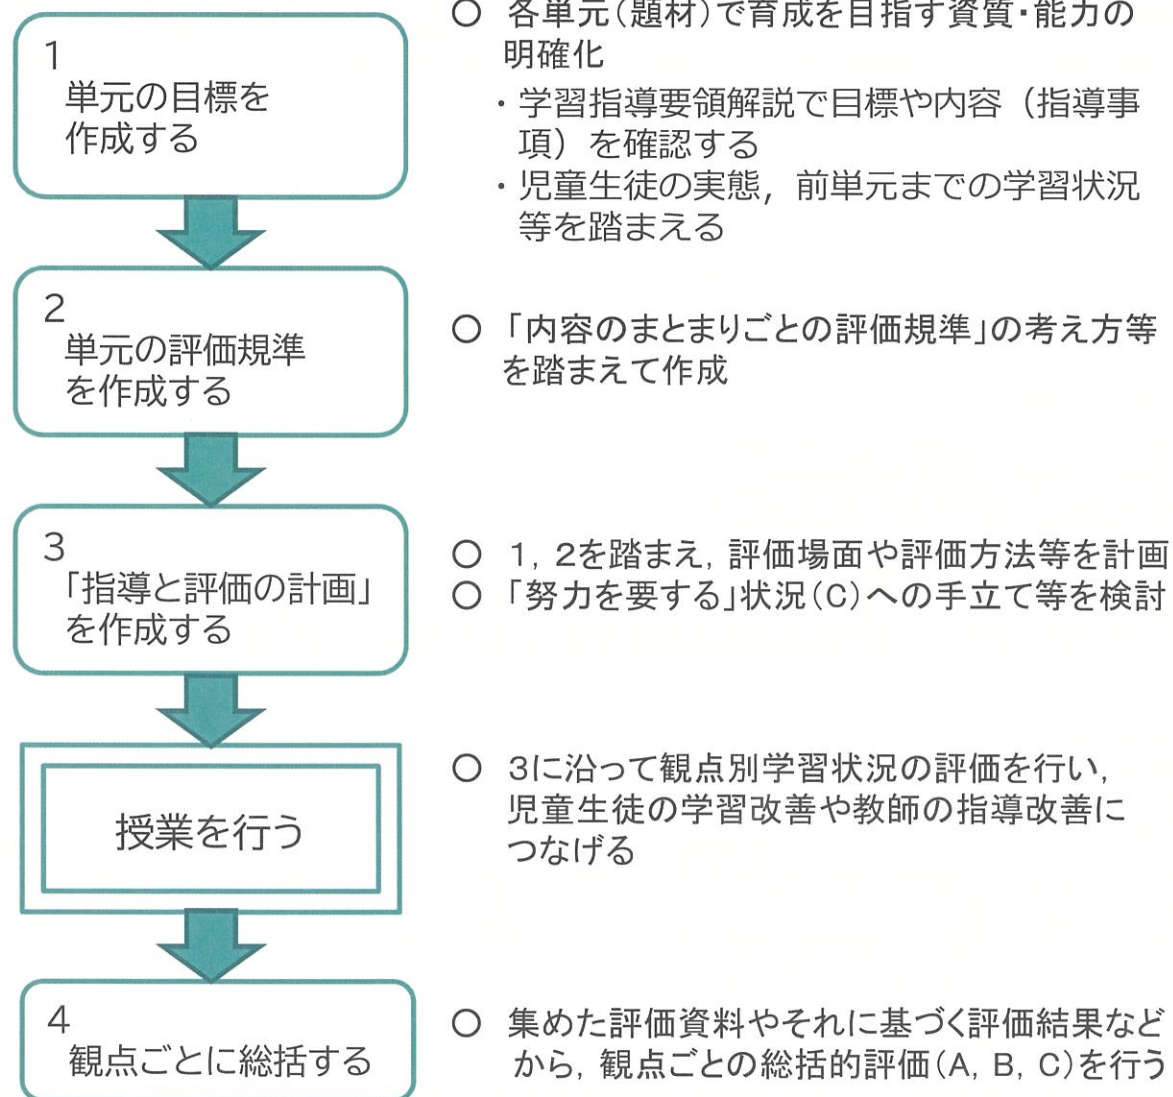 1
単元の目標を
作成する
○ 各単元(題材)で育成を目指す資質・能力の
明確化
・学習指導要領解説で目標や内容（指導事
項）を確認する
・児童生徒の実態，前単元までの学習状況
等を踏まえる
2
単元の評価規準
を作成する
○ 「内容のまとまりごとの評価規準」の考え方等
を踏まえて作成
3
「指導と評価の計画」
を作成する
○ 1，2を踏まえ，評価場面や評価方法等を計画
○ 「努力を要する」状況(C)への手立て等を検討
授業を行う
○ 3に沿って観点別学習状況の評価を行い，
児童生徒の学習改善や教師の指導改善に
つなげる
4
観点ごとに総括する
○ 集めた評価資料やそれに基づく評価結果など
から，観点ごとの総括的評価(A，B，C)を行う